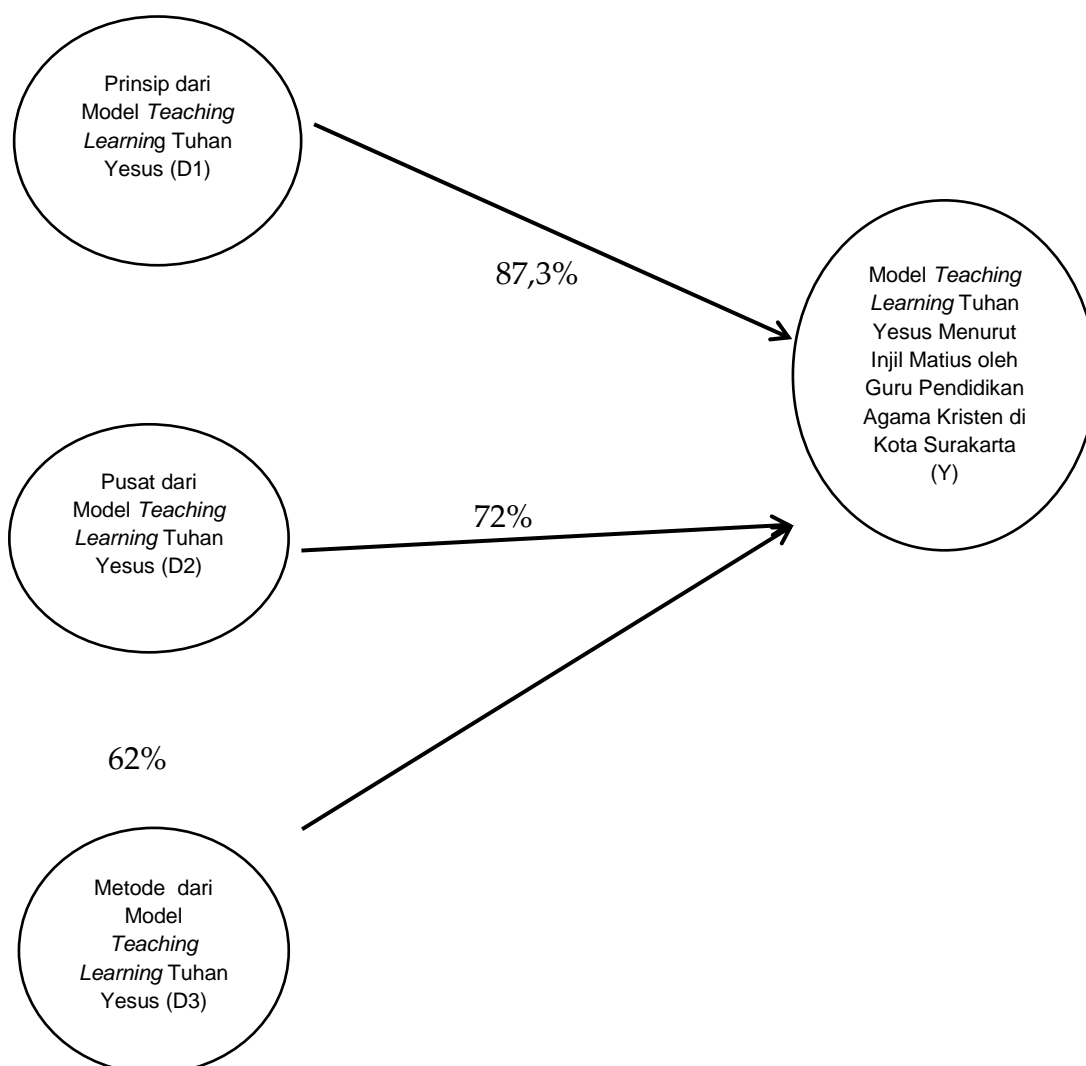 Prinsip dari
Model Teaching
Learning Tuhan
Yesus (D1)
87,3%
Model Teaching
Learning Tuhan
Yesus Menurut
Injil Matius oleh
Guru Pendidikan
Agama Kristen di
Kota Surakarta
(Y)
Pusat dari
Model Teaching
Learning Tuhan
Yesus (D2)
72%
62%
Metode dari
Model
Teaching
Learning Tuhan
Yesus (D3)